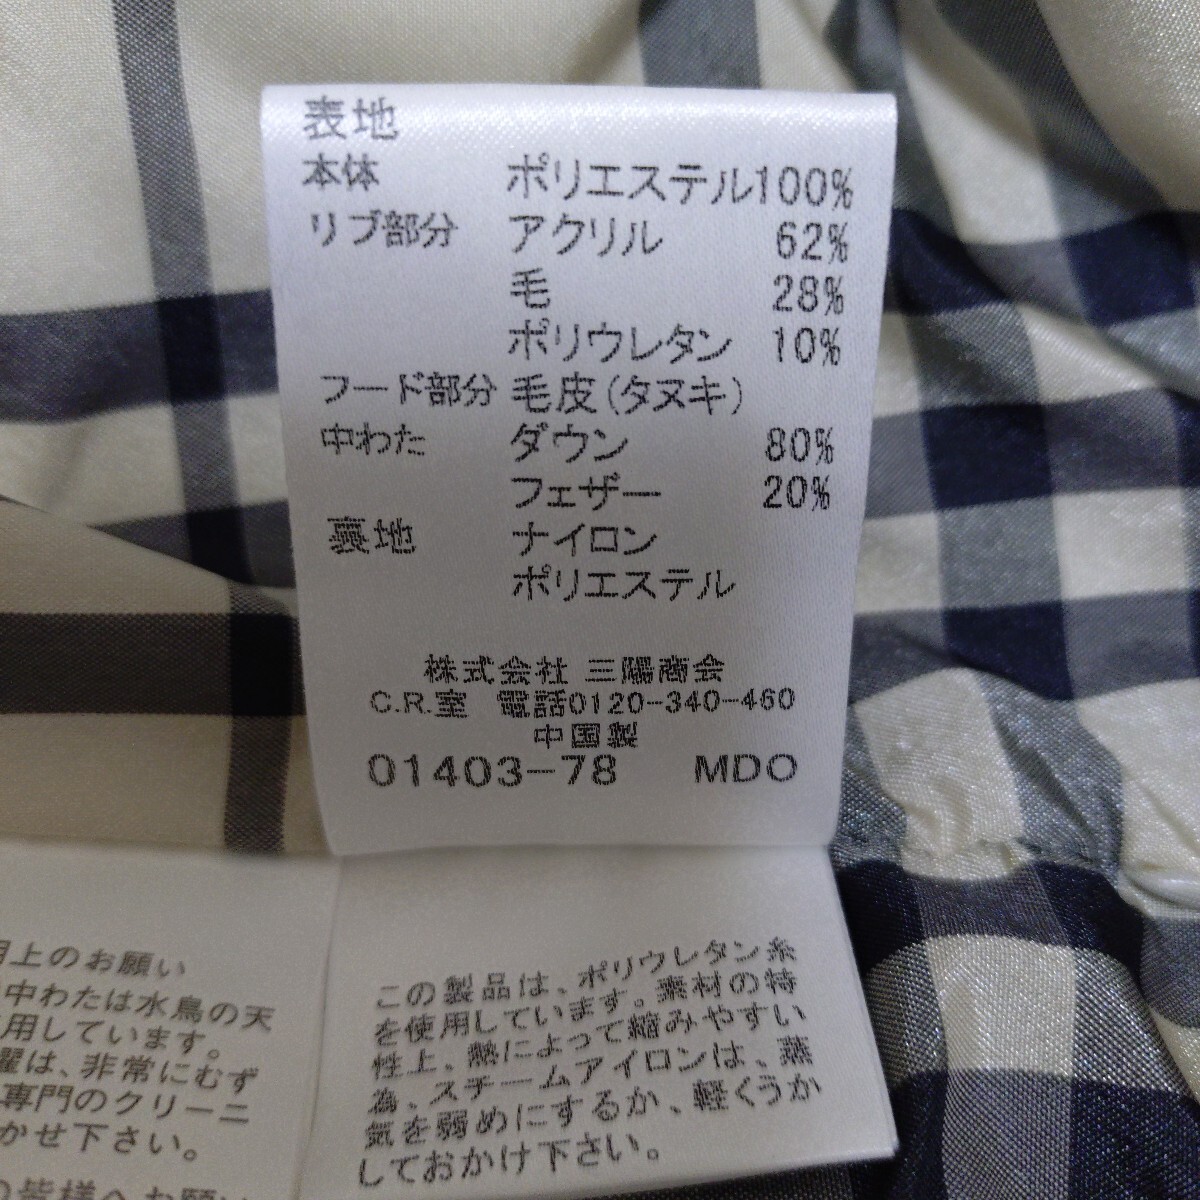 表地
本体 ポリエステル100%
リブ部分 アクリル 62%
毛 28%
ポリウレタン 10%
フード部分 毛皮(タヌキ)
中わた ダウン 80%
フェザー 20%
裏地 ナイロン
ポリエステル
株式会社 三陽商会
C.R.室 電話0120-340-460
中国製
01403-78 MDO
用上のお願い
中わたは水鳥の天
用しています。
濯は、非常にむず
専門のクリーニ
かせ下さい。
の皆様へお願い
この製品は、ポリウレタン糸
を使用しています。素材の特
性上、熱によって縮みやすい
為、スチームアイロンは、蒸
気を弱めにするか、軽くうか
しておかけ下さい。